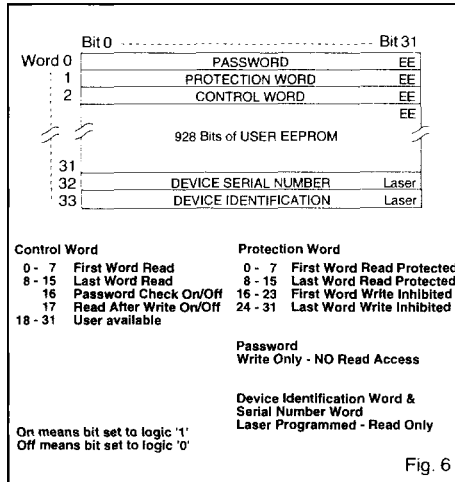 Bit 0 Bit 31
Word 0 PASSWORD EE
1 PROTECTION WORD EE
2 CONTROL WORD EE
EE
928 Bits of USER EEPROM
31
32 DEVICE SERIAL NUMBER Laser
33 DEVICE IDENTIFICATION Laser
Control Word
0 - 7 First Word Read
8 - 15 Last Word Read
16 Password Check On/Off
17 Read After Write On/Off
18 - 31 User available
Protection Word
0 - 7 First Word Read Protected
8 - 15 Last Word Read Protected
16 - 23 First Word Write Inhibited
24 - 31 Last Word Write Inhibited
Password
Write Only - NO Read Access
Device Identification Word &
Serial Number Word
Laser Programmed - Read Only
On means bit set to logic '1'
Off means bit set to logic '0'
Fig. 6